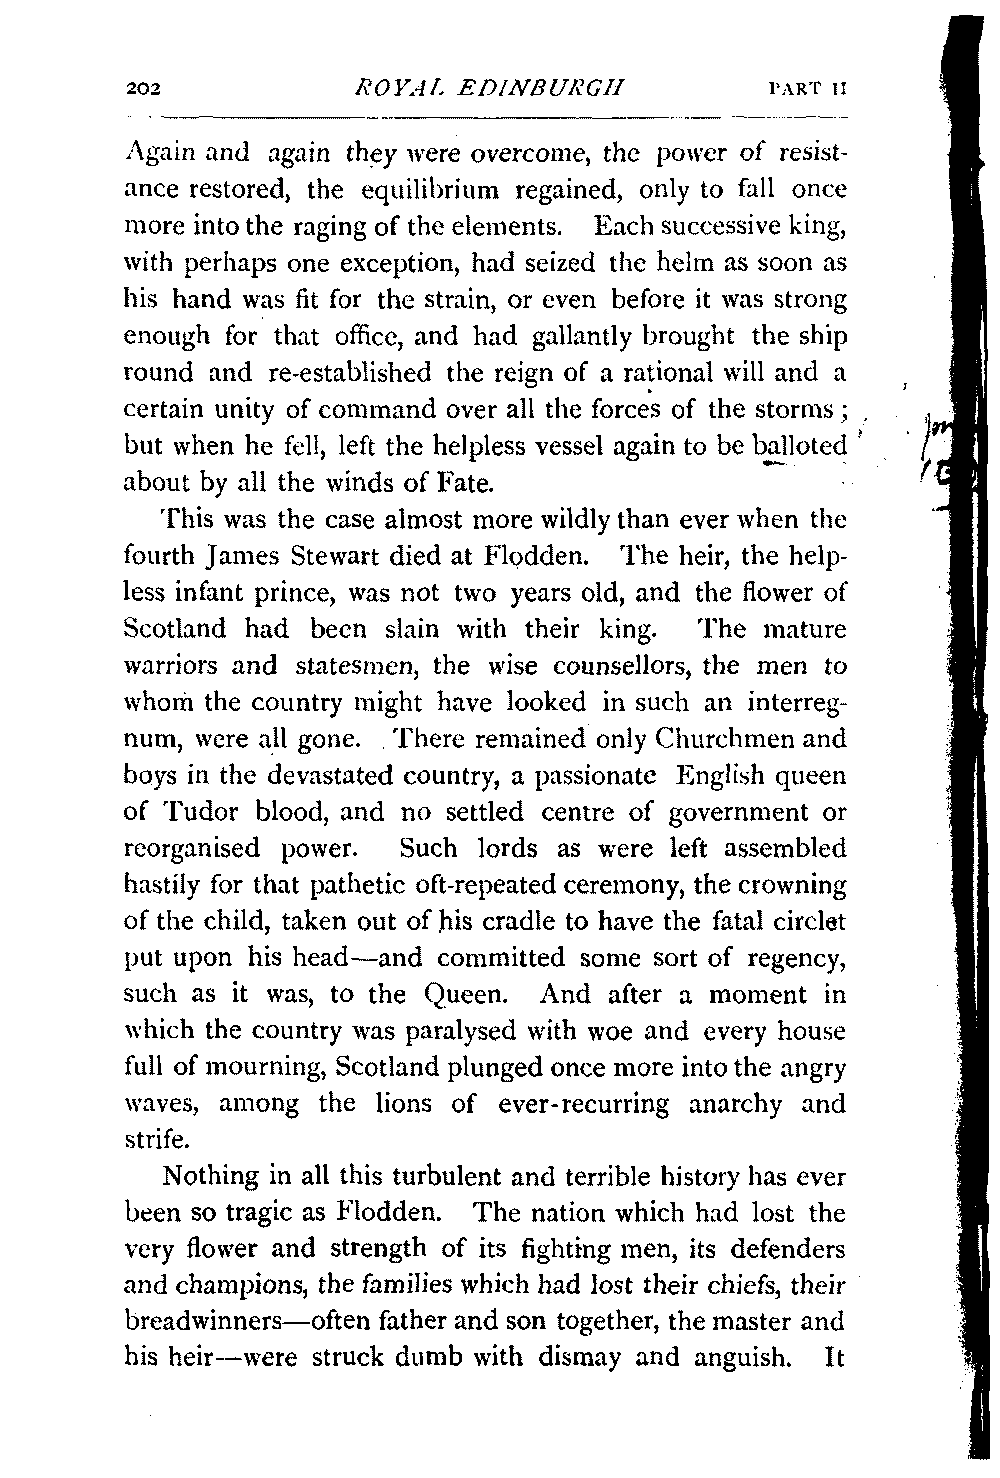 202 ROYAL EDINBURGH PART II
Again and again they were overcome, the power of resist-
ance restored, the equilibrium regained, only to fall once
more into the raging of the elements. Each successive king,
with perhaps one exception, had seized the helm as soon as
his hand was fit for the strain, or even before it was strong
enough for that office, and had gallantly brought the ship
round and re-established the reign of a rational will and a
certain unity of command over all the forces of the storms;
but when he fell, left the helpless vessel again to be balloted
about by all the winds of Fate.
This was the case almost more wildly than ever when the
fourth James Stewart died at Flodden. The heir, the help-
less infant prince, was not two years old, and the flower of
Scotland had been slain with their king. The mature
warriors and statesmen, the wise counsellors, the men to
whom the country might have looked in such an interreg-
num, were all gone. There remained only Churchmen and
boys in the devastated country, a passionate English queen
of Tudor blood, and no settled centre of government or
reorganised power. Such lords as were left assembled
hastily for that pathetic oft-repeated ceremony, the crowning
of the child, taken out of his cradle to have the fatal circlet
put upon his head—and committed some sort of regency,
such as it was, to the Queen. And after a moment in
which the country was paralysed with woe and every house
full of mourning, Scotland plunged once more into the angry
waves, among the lions of ever-recurring anarchy and
strife.
Nothing in all this turbulent and terrible history has ever
been so tragic as Flodden. The nation which had lost the
very flower and strength of its fighting men, its defenders
and champions, the families which had lost their chiefs, their
breadwinners—often father and son together, the master and
his heir—were struck dumb with dismay and anguish. It